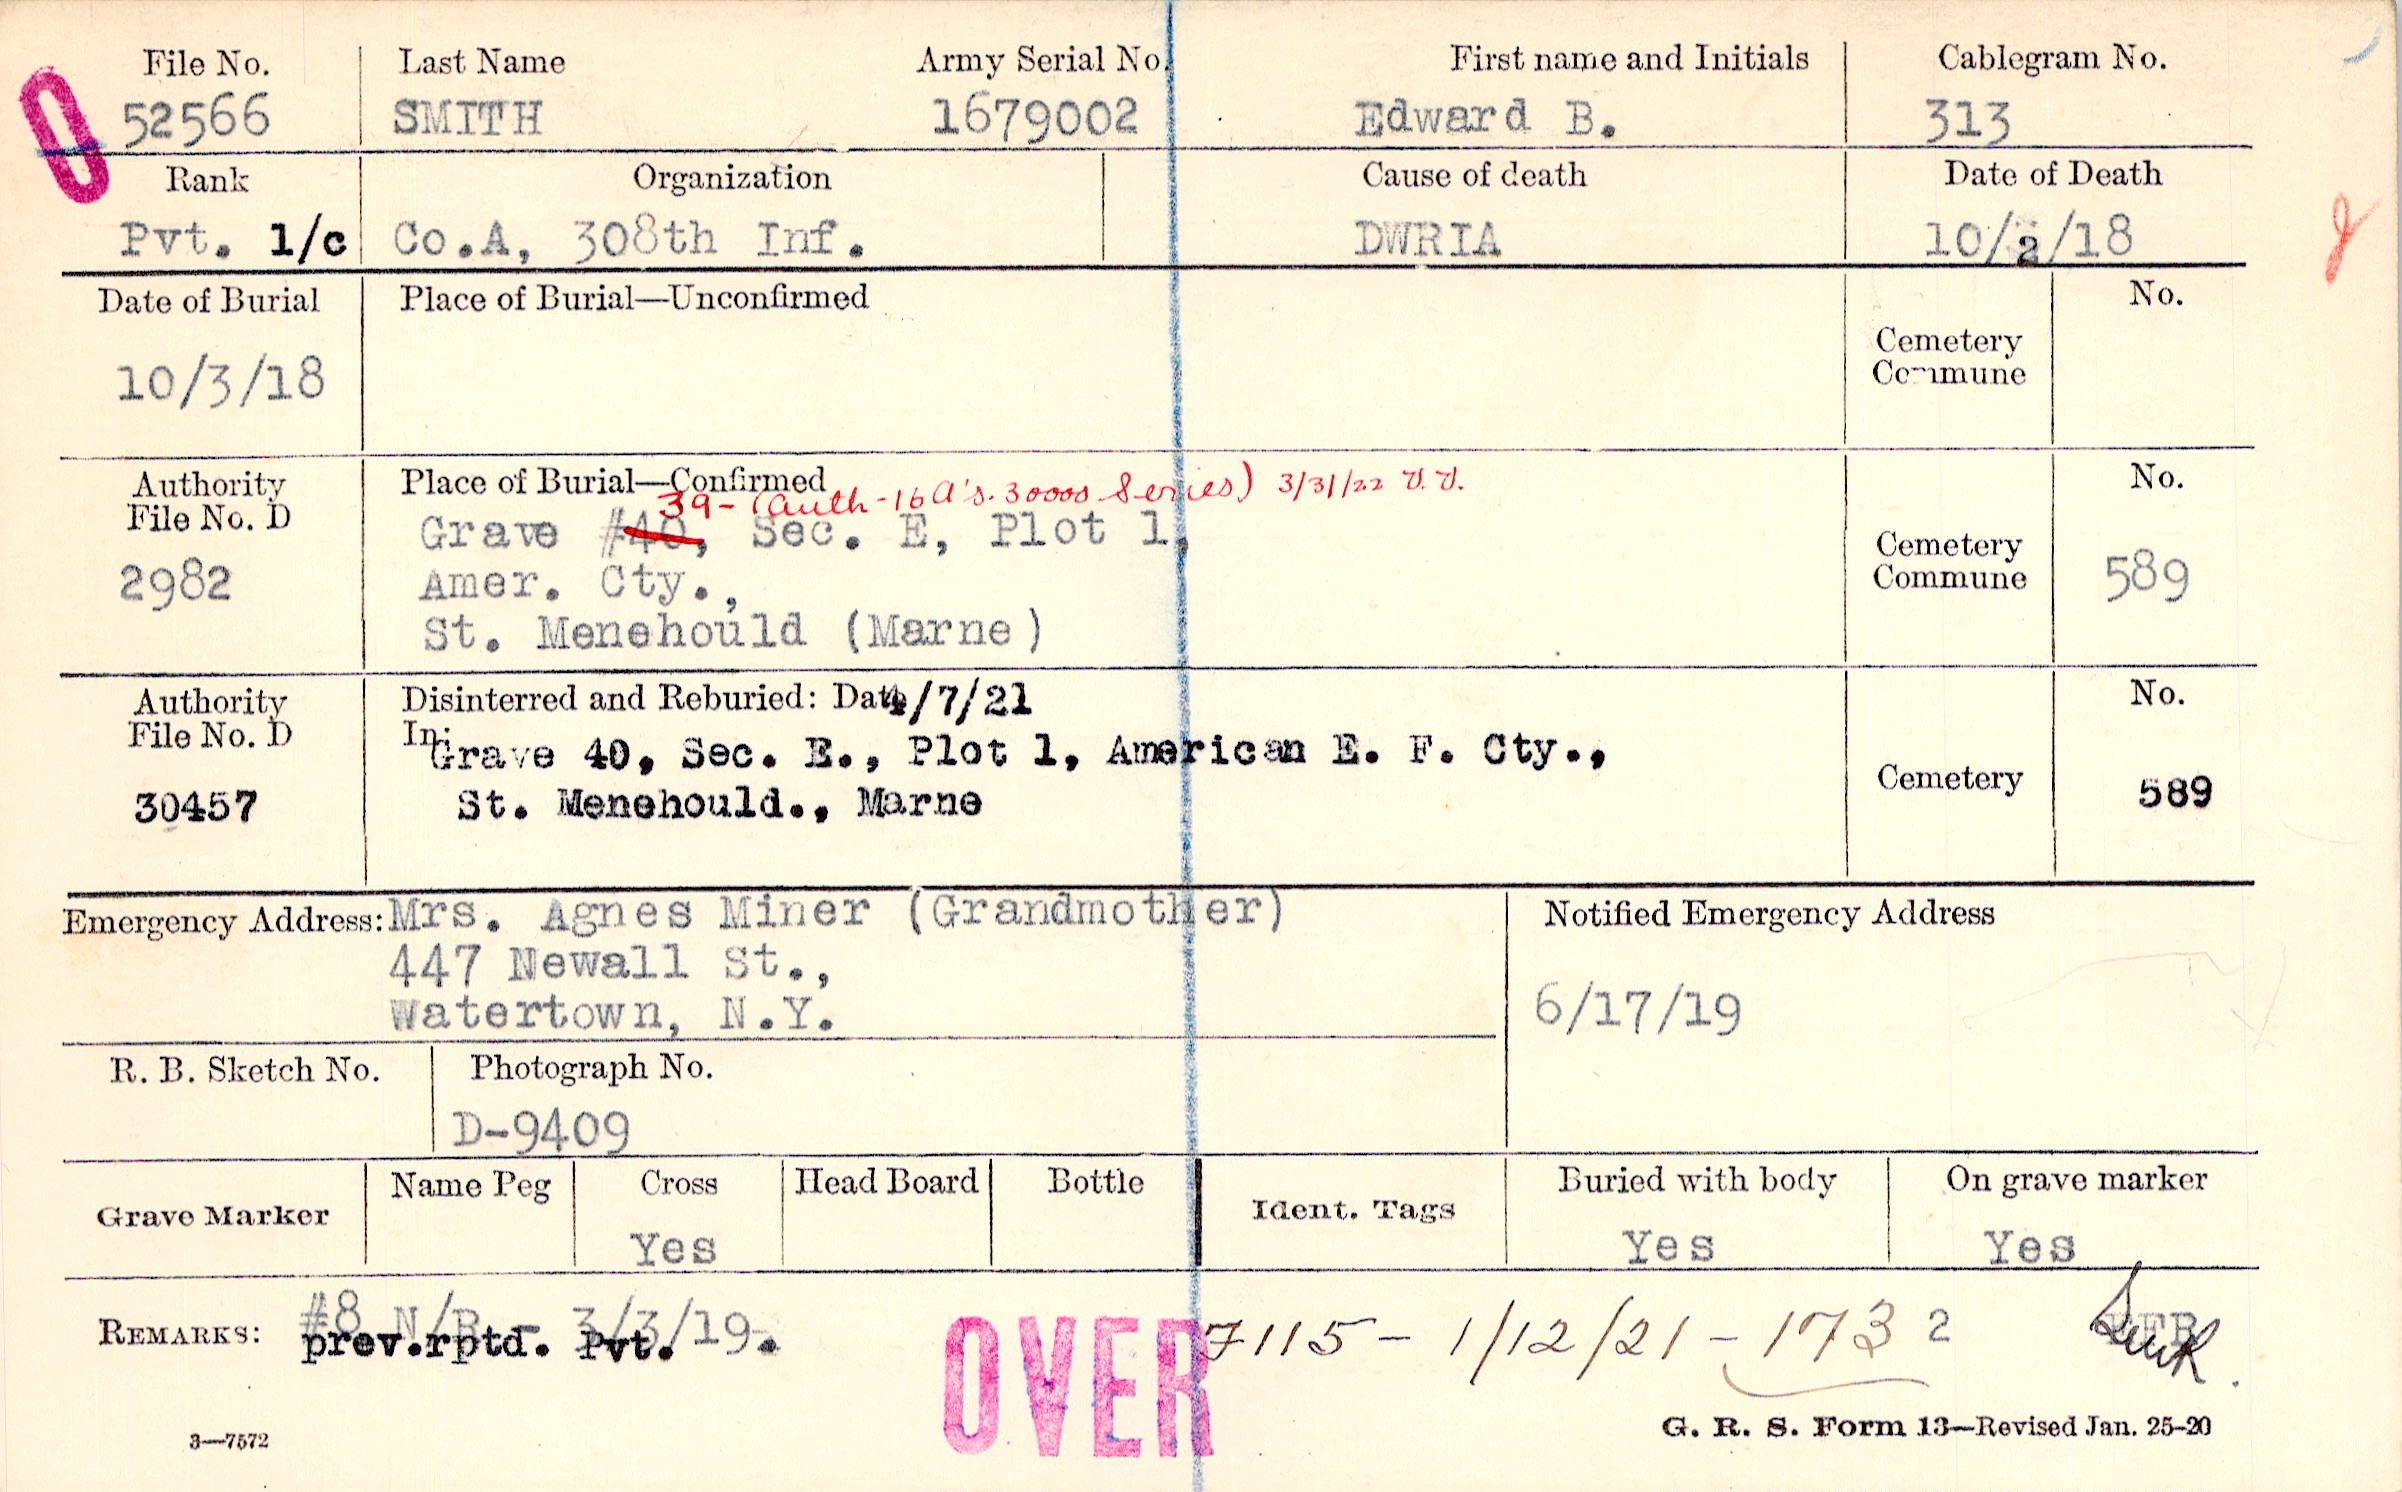 File No. Last Name Army Serial No. First name and Initials Cablegram No.
52566 SMITH 1679002 Edward B. 313
Rank Organization Cause of death Date of Death
Pvt. 1/c Co.A, 308th Inf. DWRIA 10/2/18
Date of Burial Place of Burial—Unconfirmed No.
Cemetery
Commune
10/3/18
Authority Place of Burial—Confirmed No.
39- (Auth-16 A's. 30000 Series) 3/31/22 V. V.
File No. D Grave #40, Sec. E, Plot 1,
Cemetery
2982 Amer. Cty., Commune 589
St. Menehould (Marne)
Authority Disinterred and Reburied: Date 4/7/21 No.
File No. D In:
Grave 40, Sec. E., Plot 1, American E. F. Cty.,
Cemetery
30457 St. Menehould., Marne 589
Emergency Address: Mrs. Agnes Miner (Grandmother) Notified Emergency Address
447 Newall St.,
Watertown, N.Y. 6/17/19
R. B. Sketch No. Photograph No.
D-9409
Name Peg Cross Head Board Bottle Buried with body On grave marker
Grave Marker Ident. Tags
Yes Yes Yes
REMARKS: #8 N/R - 3/3/19.
prev.rptd. Pvt. 7115 - 1/12/21 - 173 2
OVER
3—7572 G. R. S. Form 13—Revised Jan. 25-20